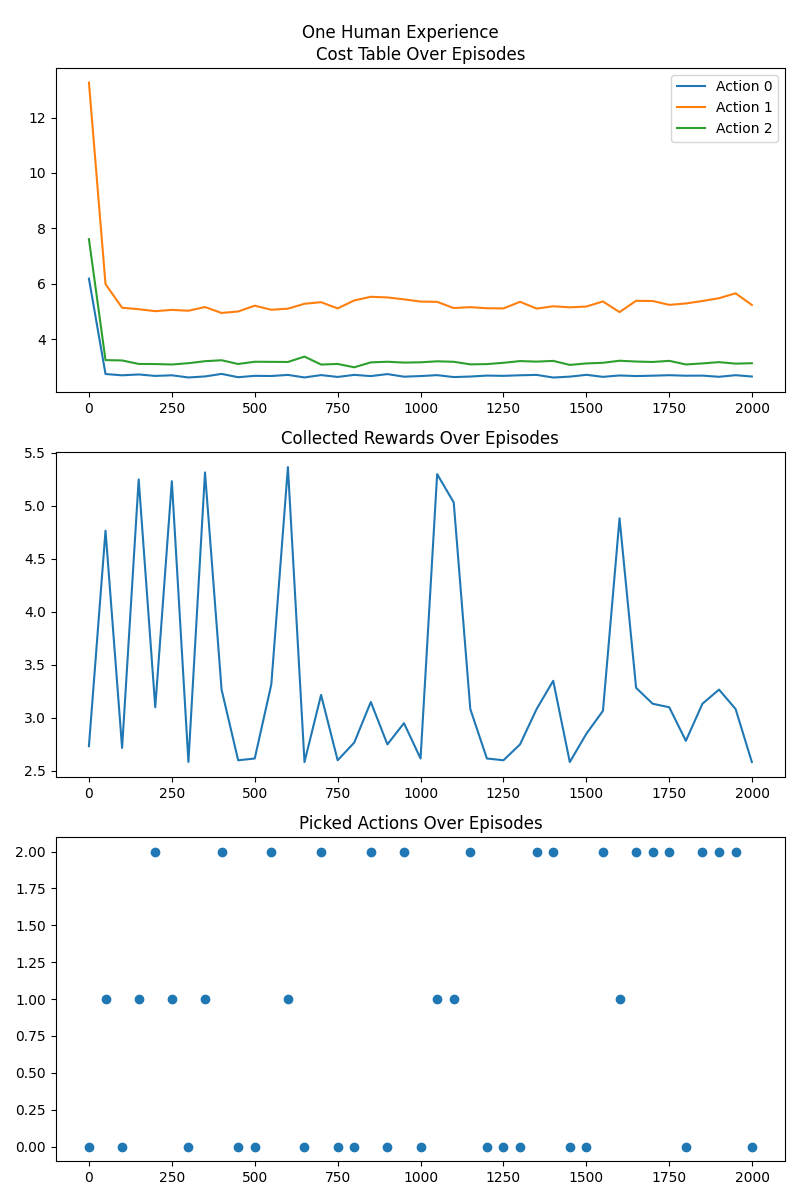 One Human Experience
Cost Table Over Episodes
Action 0
Action 1
Action 2
12
10
8
6
4
0 250 500 750 1000 1250 1500 1750 2000
Collected Rewards Over Episodes
5.5
5.0
4.5
4.0
3.5
3.0
2.5
0 250 500 750 1000 1250 1500 1750 2000
Picked Actions Over Episodes
2.00
1.75
1.50
1.25
1.00
0.75
0.50
0.25
0.00
0 250 500 750 1000 1250 1500 1750 2000